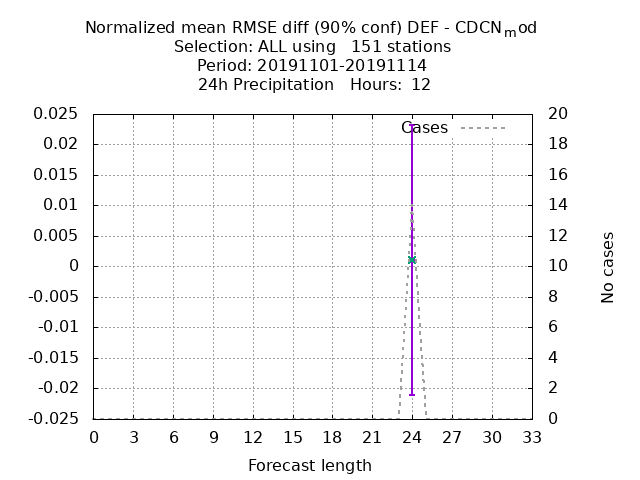 Normalized mean RMSE diff (90% conf) DEF - CDCNmod
Selection: ALL using   151 stations
Period: 20191101-20191114
24h Precipitation   Hours:  12
0.025
0.02
0.015
0.01
0.005
0
-0.005
-0.01
-0.015
-0.02
-0.025
Cases
20
18
16
14
12
10
8
6
4
2
0
No cases
0 3 6 9 12 15 18 21 24 27 30 33
Forecast length